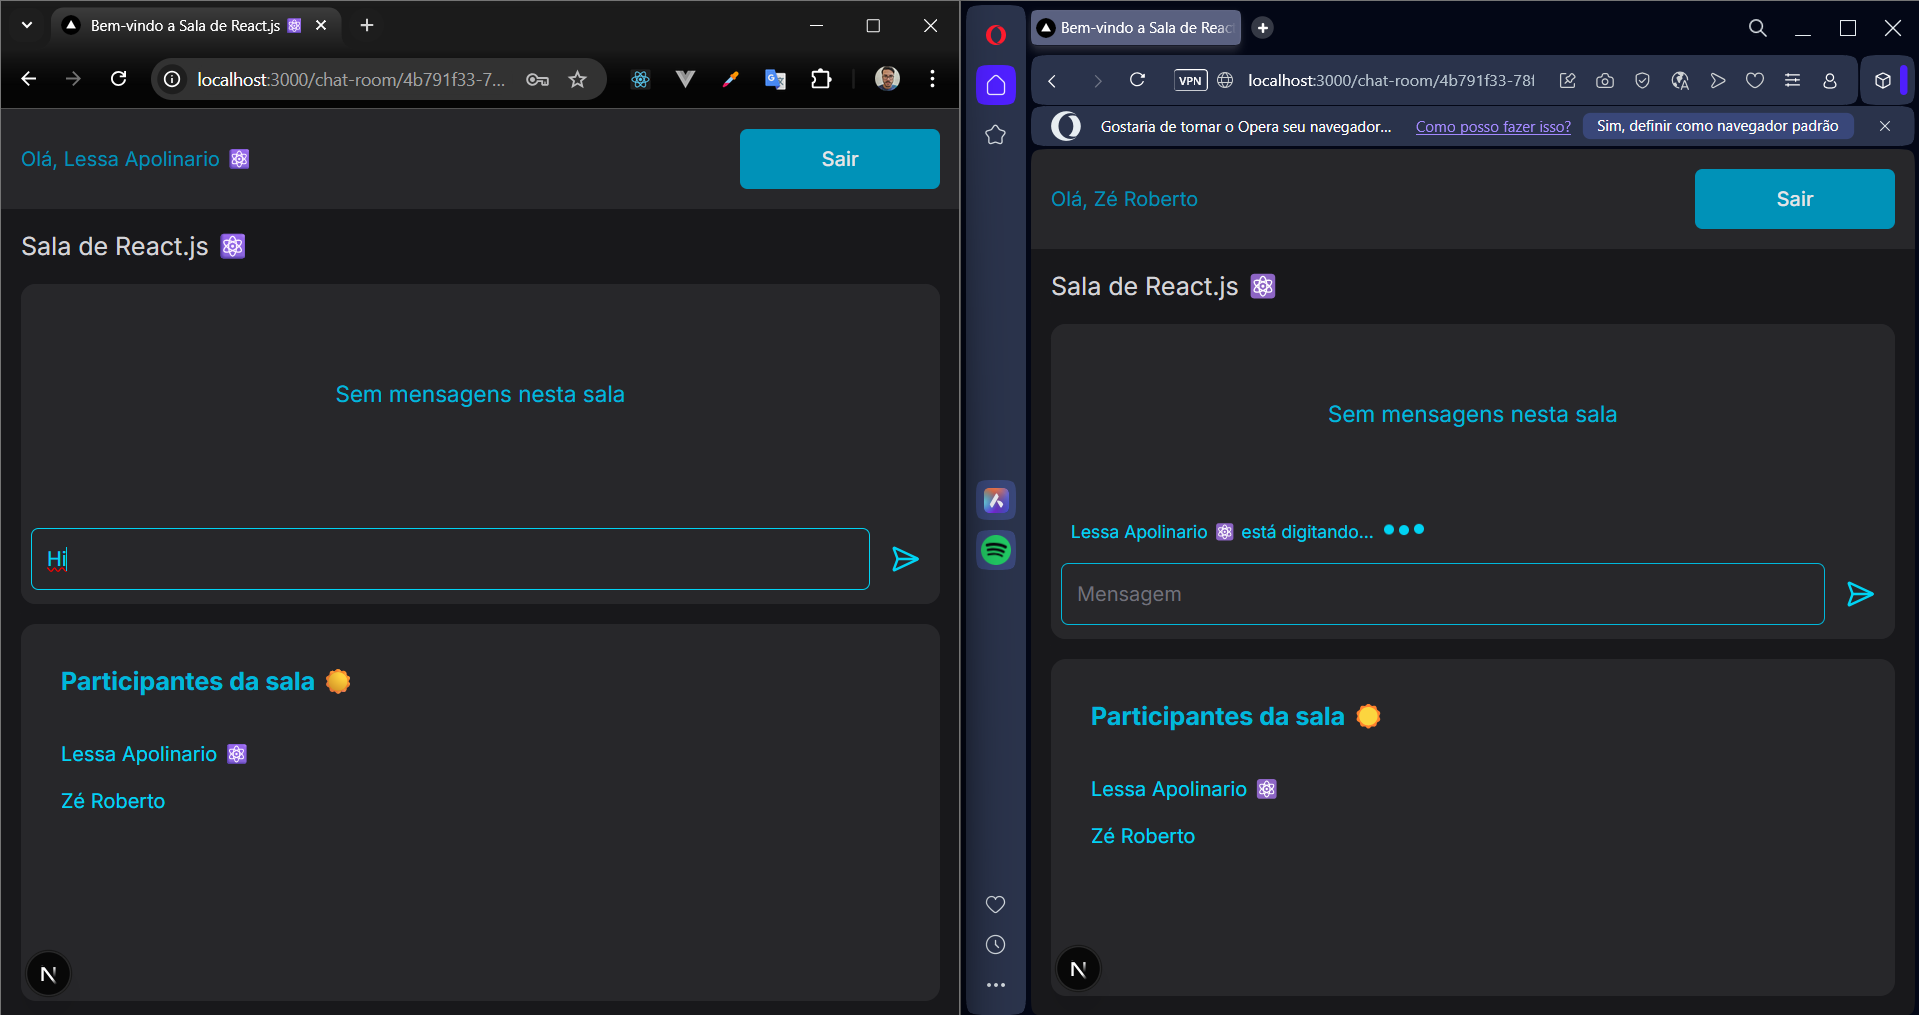 Bem-vindo a Sala de React.js ⚛
localhost:3000/chat-room/4b791f33-7...
Olá, Lessa Apolinario ⚛
Sair
Sala de React.js ⚛
Sem mensagens nesta sala
Hi
Participantes da sala
Lessa Apolinario ⚛
Zé Roberto
N
Bem-vindo a Sala de Reac
VPN
localhost:3000/chat-room/4b791f33-78f
Gostaria de tornar o Opera seu navegador...
Como posso fazer isso?
Sim, definir como navegador padrão
Olá, Zé Roberto
Sair
Sala de React.js ⚛
Sem mensagens nesta sala
Lessa Apolinario ⚛ está digitando...
Mensagem
Participantes da sala
Lessa Apolinario ⚛
Zé Roberto
N